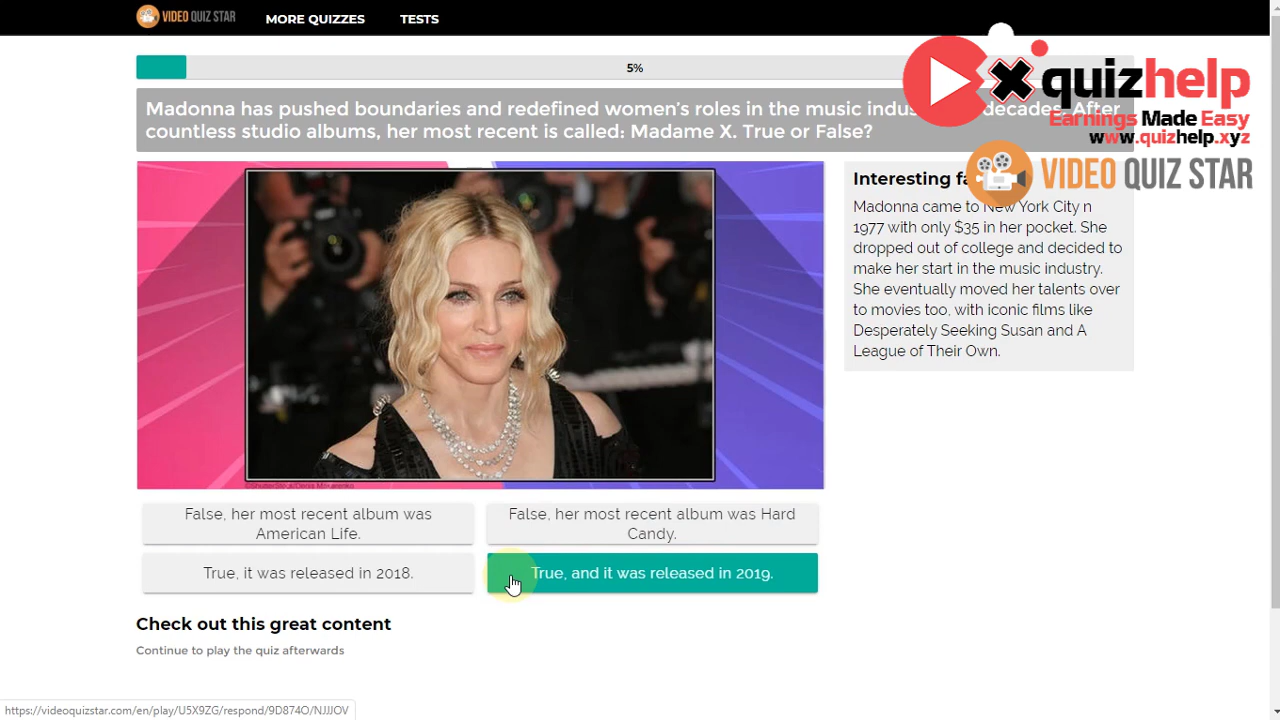 VIDEO QUIZ STAR
MORE QUIZZES
TESTS
5%
quizhelp
Earnings Made Easy
www.quizhelp.xyz
VIDEO QUIZ STAR
Madonna has pushed boundaries and redefined women's roles in the music indus decades. After
countless studio albums, her most recent is called: Madame X. True or False?
Interesting fa
Madonna came to New York City n
1977 with only $35 in her pocket. She
dropped out of college and decided to
make her start in the music industry.
She eventually moved her talents over
to movies too, with iconic films like
Desperately Seeking Susan and A
League of Their Own.
False, her most recent album was
American Life.
False, her most recent album was Hard
Candy.
True, it was released in 2018.
True, and it was released in 2019.
Check out this great content
Continue to play the quiz afterwards
https://videoquizstar.com/en/play/U5X9ZG/respond/9D874O/NJJJOV